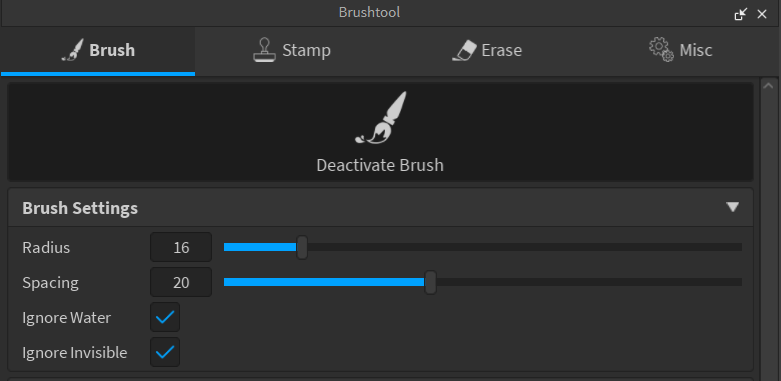 Brushtool
Brush Stamp Erase Misc
Deactivate Brush
Brush Settings
Radius 16
Spacing 20
Ignore Water
Ignore Invisible